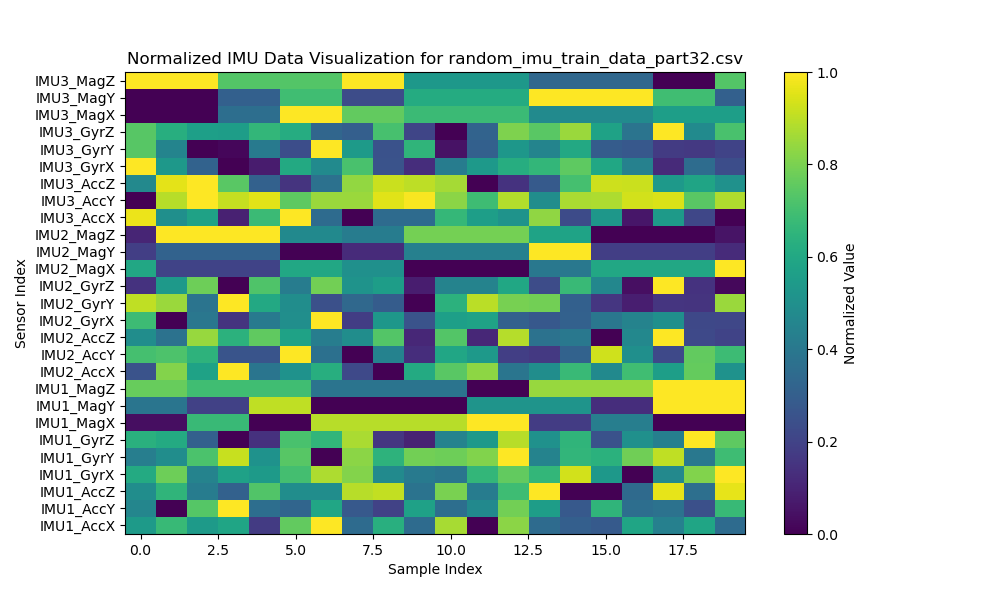 Normalized IMU Data Visualization for random_imu_train_data_part32.csv
IMU3_MagZ
IMU3_MagY
IMU3_MagX
IMU3_GyrZ
IMU3_GyrY
IMU3_GyrX
IMU3_AccZ
IMU3_AccY
IMU3_AccX
IMU2_MagZ
IMU2_MagY
IMU2_MagX
IMU2_GyrZ
IMU2_GyrY
IMU2_GyrX
IMU2_AccZ
IMU2_AccY
IMU2_AccX
IMU1_MagZ
IMU1_MagY
IMU1_MagX
IMU1_GyrZ
IMU1_GyrY
IMU1_GyrX
IMU1_AccZ
IMU1_AccY
IMU1_AccX
Sensor Index
0.0 2.5 5.0 7.5 10.0 12.5 15.0 17.5
Sample Index
1.0
0.8
0.6
0.4
0.2
0.0
Normalized Value